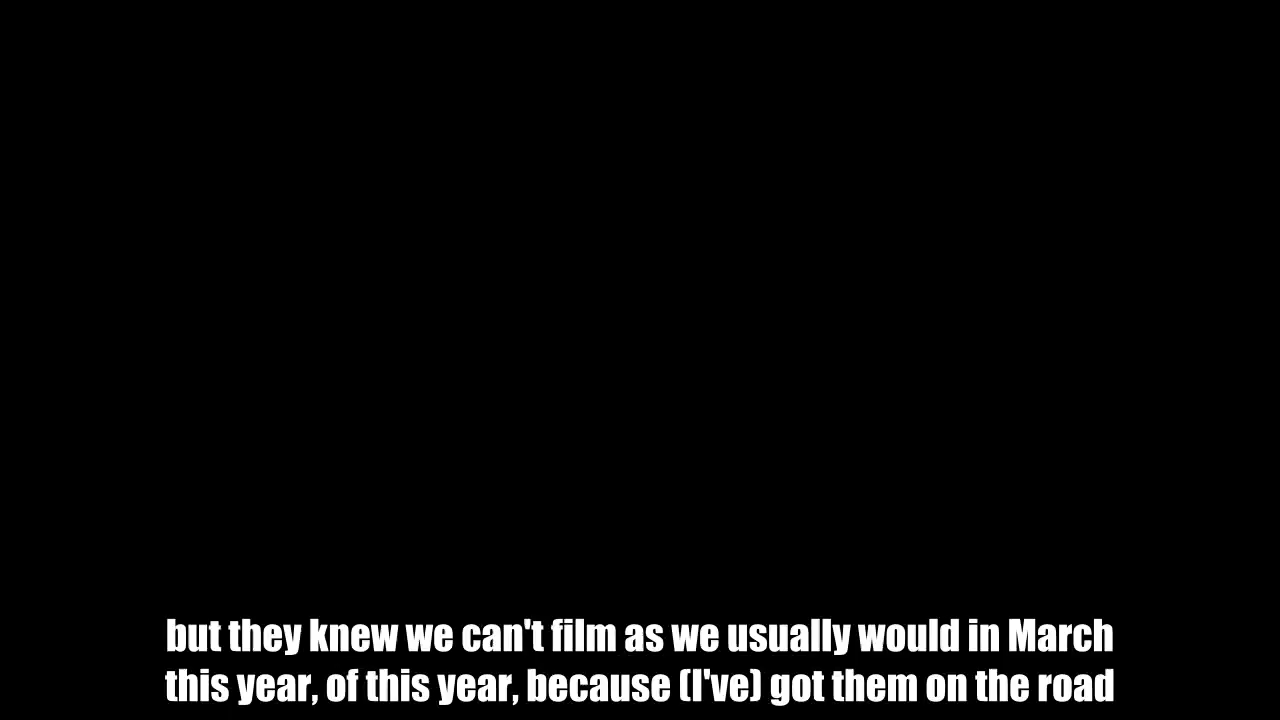 but they knew we can't film as we usually would in March
this year, of this year, because (I've) got them on the road